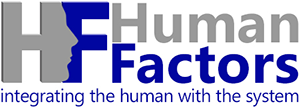 HF Human
Factors
integrating the human with the system